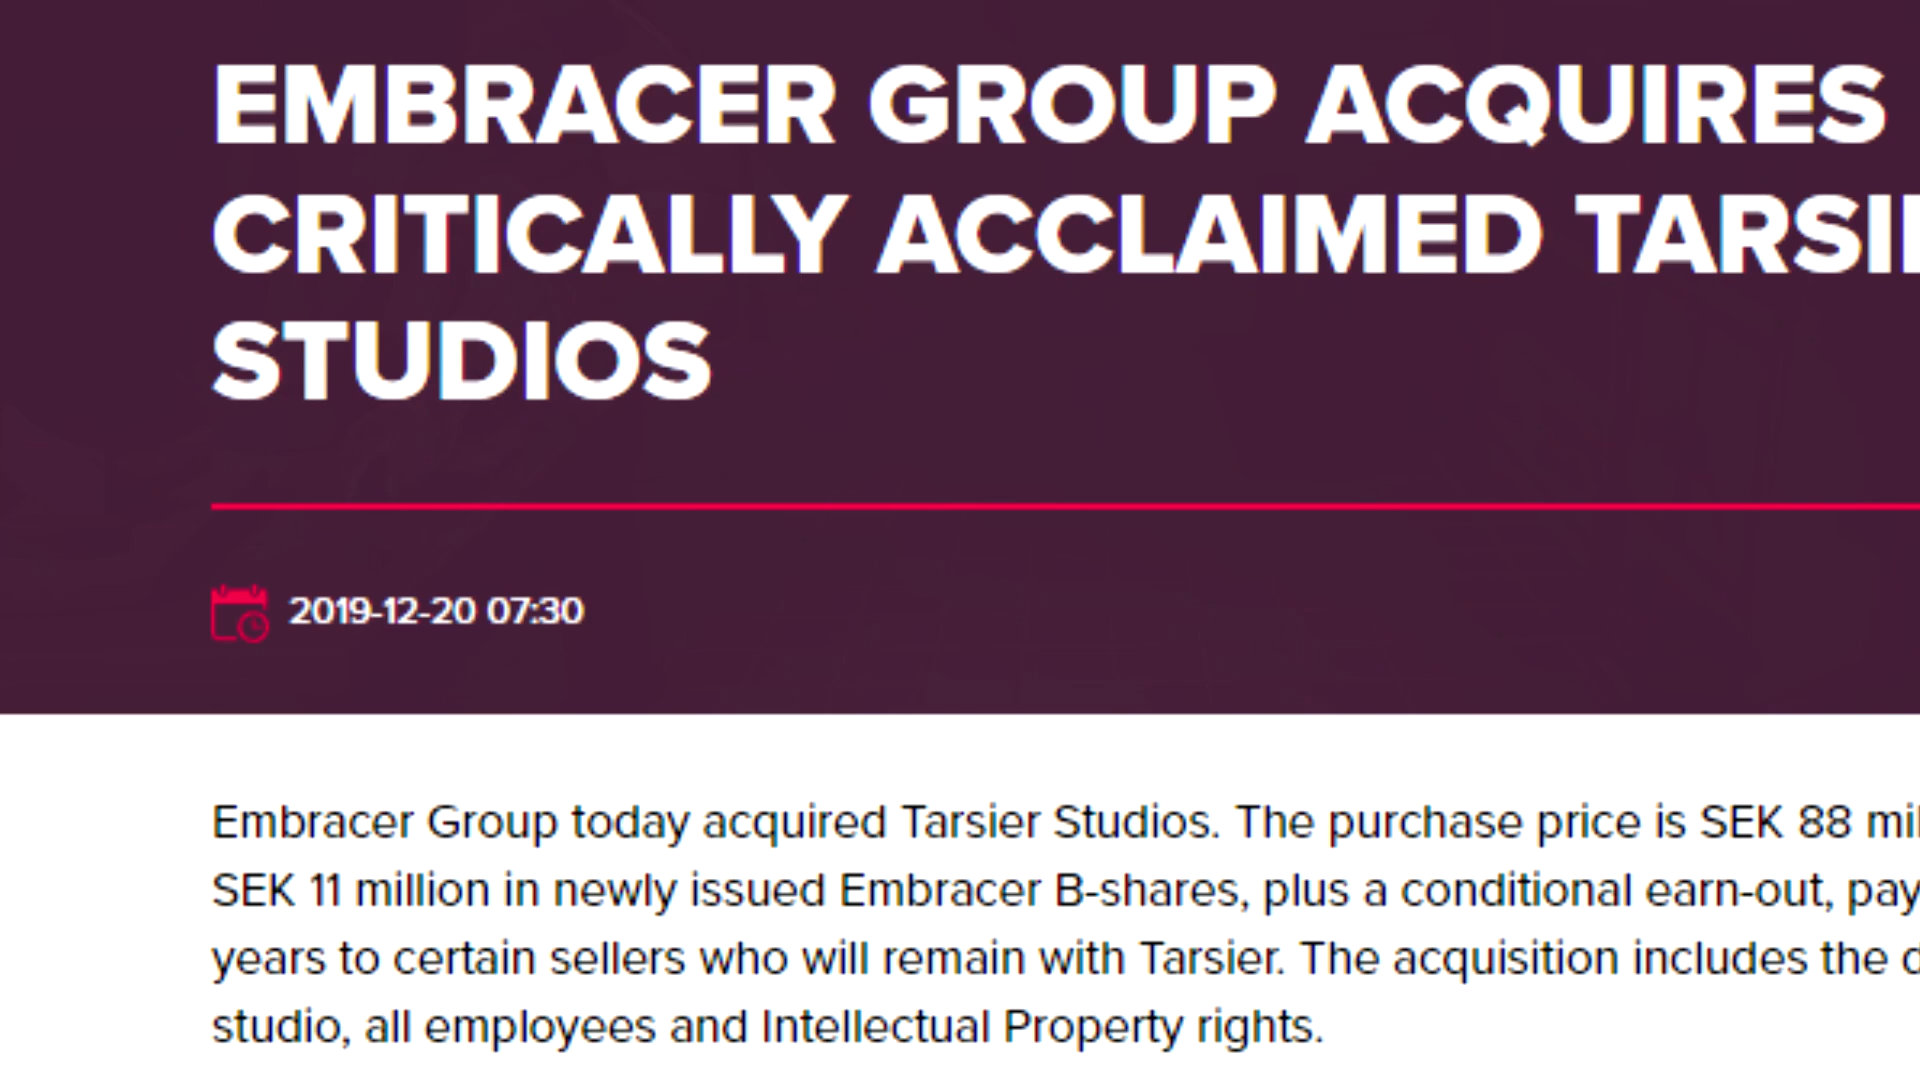 EMBRACER GROUP ACQUIRES
CRITICALLY ACCLAIMED
STUDIOS
2019-12-20 07:30
Embracer Group today acquired Tarsier Studios. The purchase price is SEK 88
SEK 11 million in newly issued Embracer B-shares, plus a conditional earn-out,
years to certain sellers who will remain with Tarsier. The acquisition includes the
studio, all employees and Intellectual Property rights.